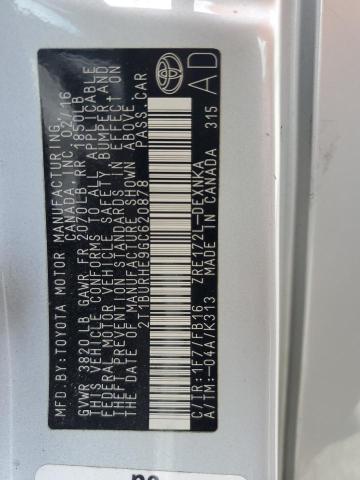 MFD.BY:TOYOTA MOTOR MANUFACTURING
CANADA,INC. 02/16
GVWR 3820LB GAWR FR 2070LB RR 1850LB
THIS VEHICLE CONFORMS TO ALL APPLICABLE
FEDERAL MOTOR VEHICLE SAFETY, BUMPER,AND
THEFT PREVENTION STANDARDS IN EFFECT ON
THE DATE OF MANUFACTURE SHOWN ABOVE
2T1BURHE9GC620878 PASS.CAR
AD
C/TR:1F7/FB16 ZRE172L-DEXNKA
A/TM:-04A/K313 MADE IN CANADA 315